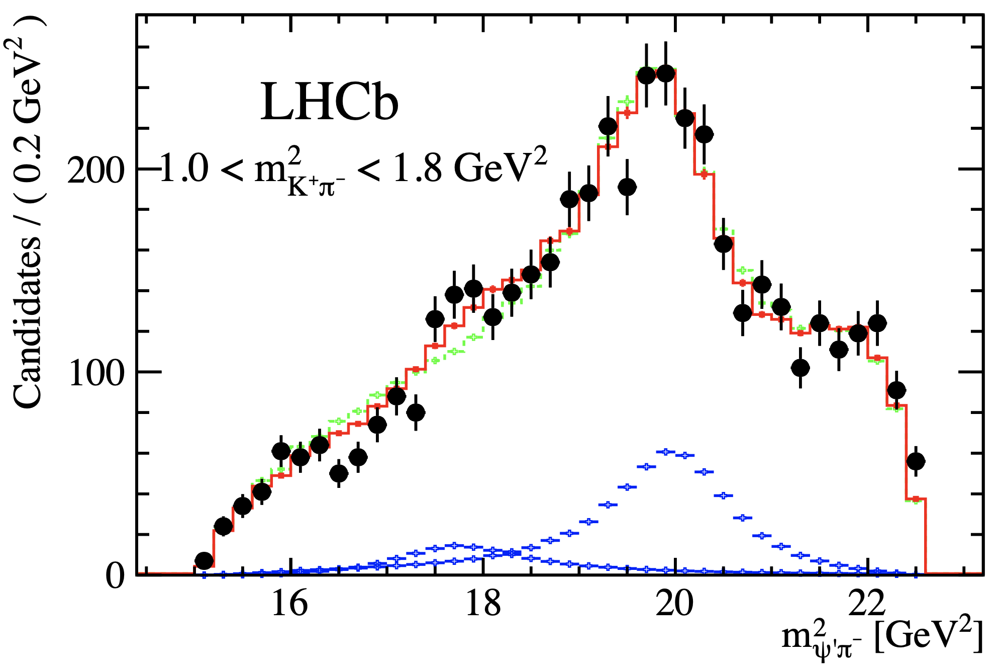 Candidates / ( 0.2 GeV² )
LHCb
1.0 < m²K⁺π⁻ < 1.8 GeV²
200
100
0
16 18 20 22
m²ψ'π⁻ [GeV²]